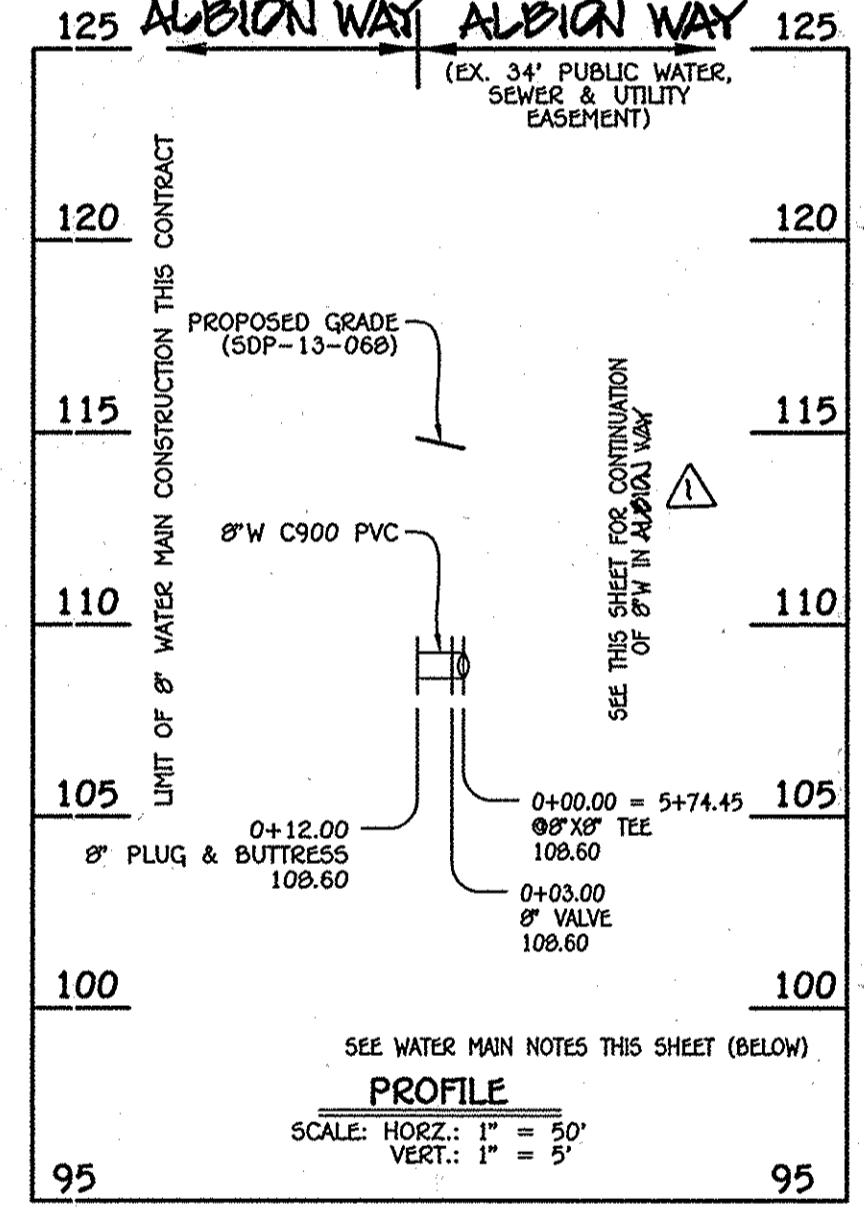 ALBION WAY ALBION WAY
125 125
(EX. 34' PUBLIC WATER,
SEWER & UTILITY
EASEMENT)
LIMIT OF 8" WATER MAIN CONSTRUCTION THIS CONTRACT
120 120
PROPOSED GRADE
(SDP-13-068)
115 115
SEE THIS SHEET FOR CONTINUATION
OF 8"W IN ALBION WAY
1
8"W C900 PVC
110 110
105 105
0+00.00 = 5+74.45
@8"X8" TEE
108.60
0+12.00
8" PLUG & BUTTRESS
108.60
0+03.00
8" VALVE
108.60
100 100
SEE WATER MAIN NOTES THIS SHEET (BELOW)
PROFILE
SCALE: HORZ.: 1" = 50'
VERT.: 1" = 5'
95 95